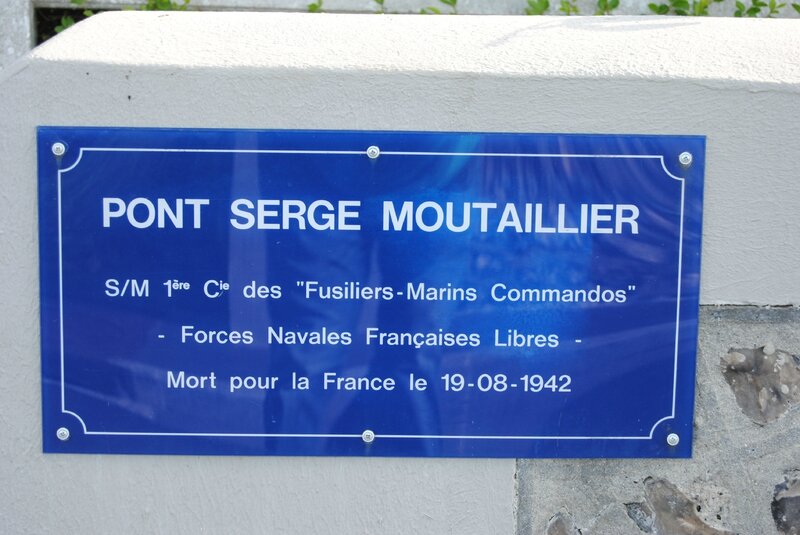 PONT SERGE MOUTAILLIER
S/M 1ère Cie des "Fusiliers-Marins Commandos"
- Forces Navales Françaises Libres -
Mort pour la France le 19-08-1942